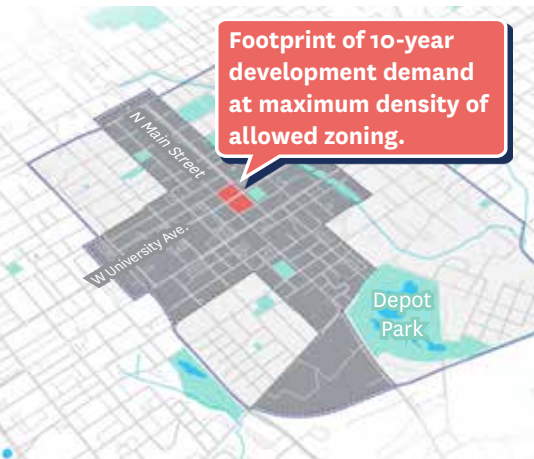 Footprint of 10-year
development demand
at maximum density of
allowed zoning.
N Main Street
W University Ave.
Depot
Park